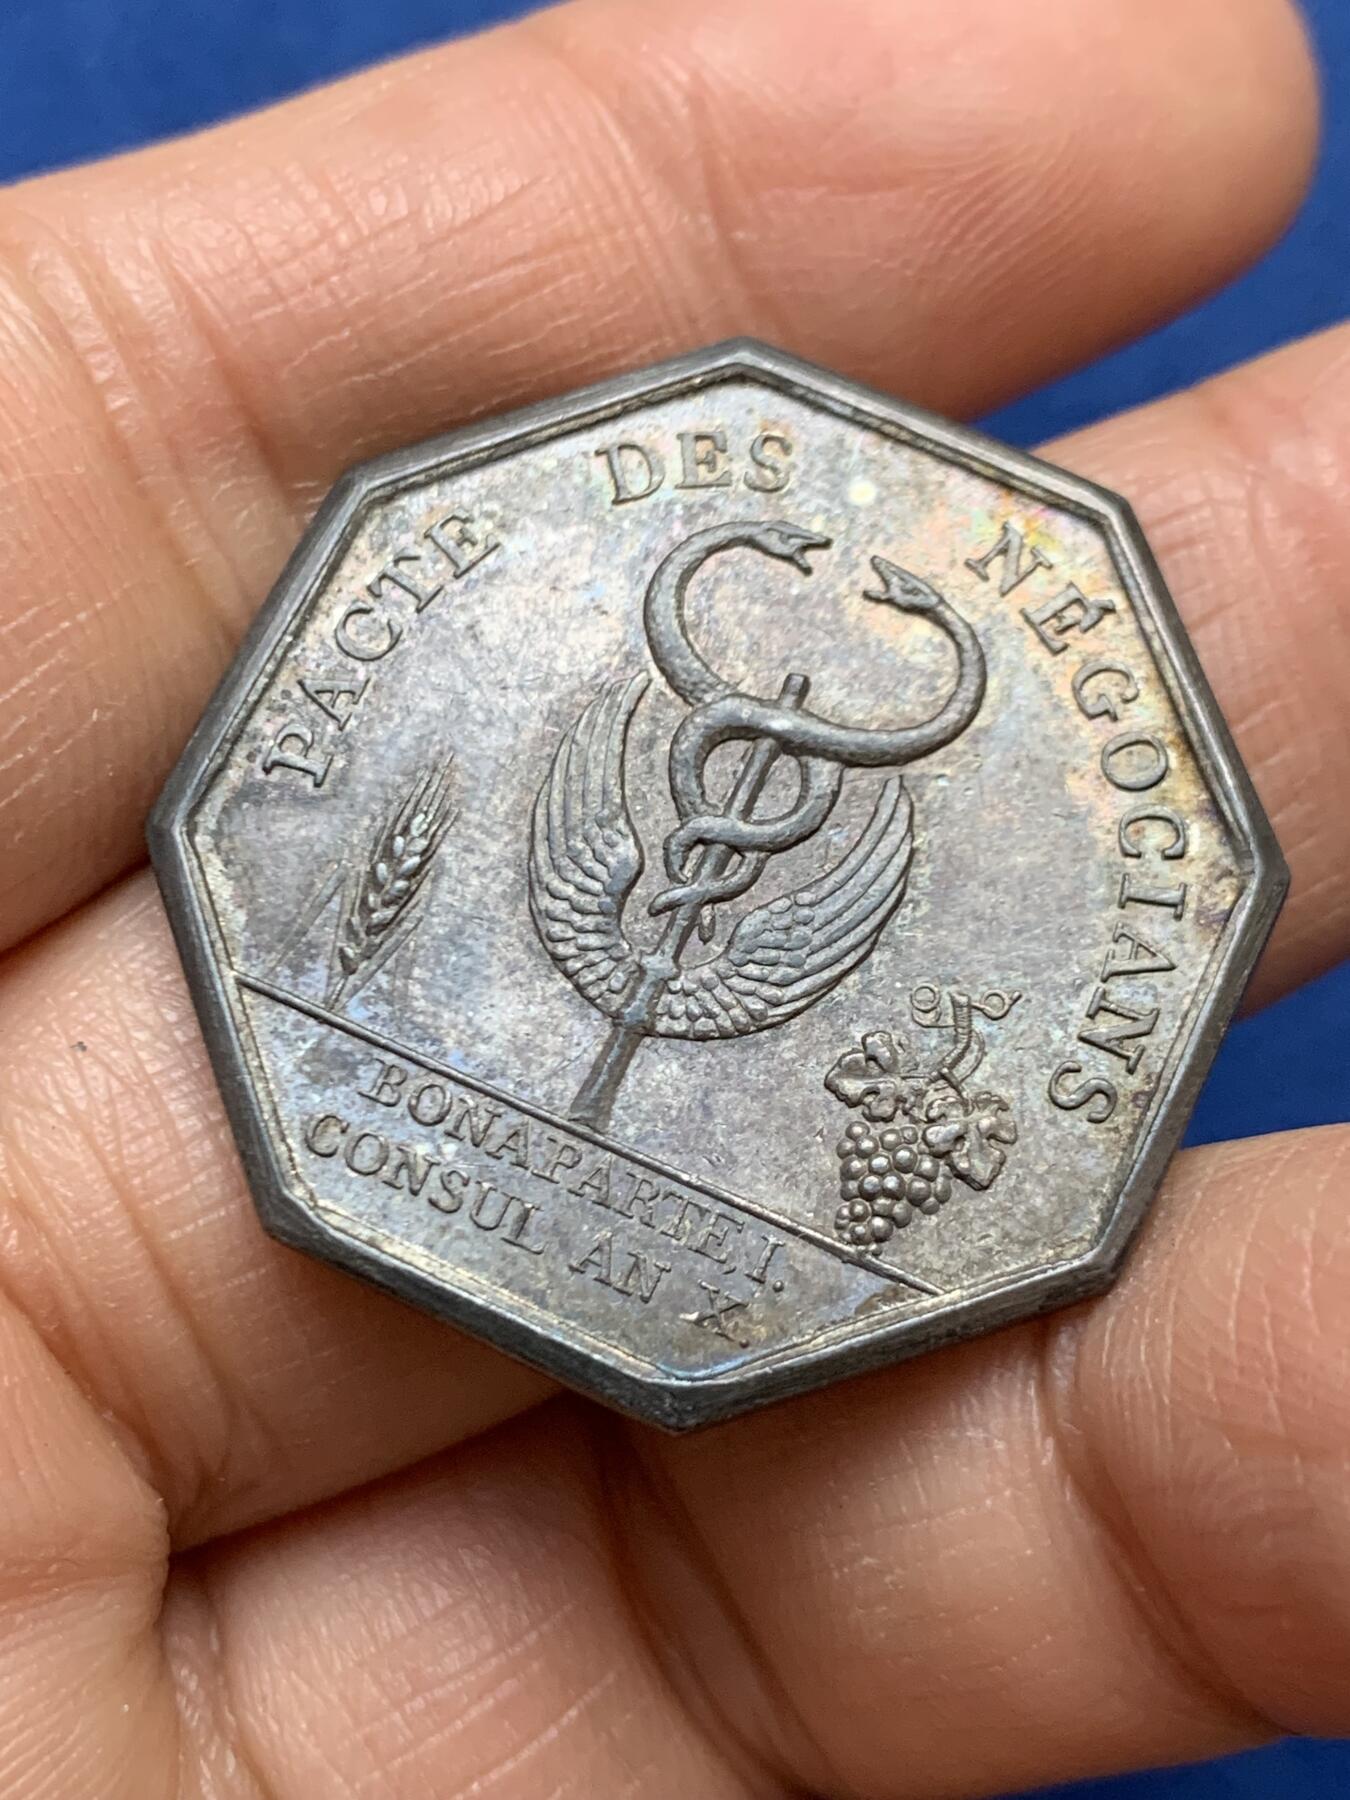 PACTE DES NÉGOCIANS
BONAPARTE, I.
CONSUL AN X.